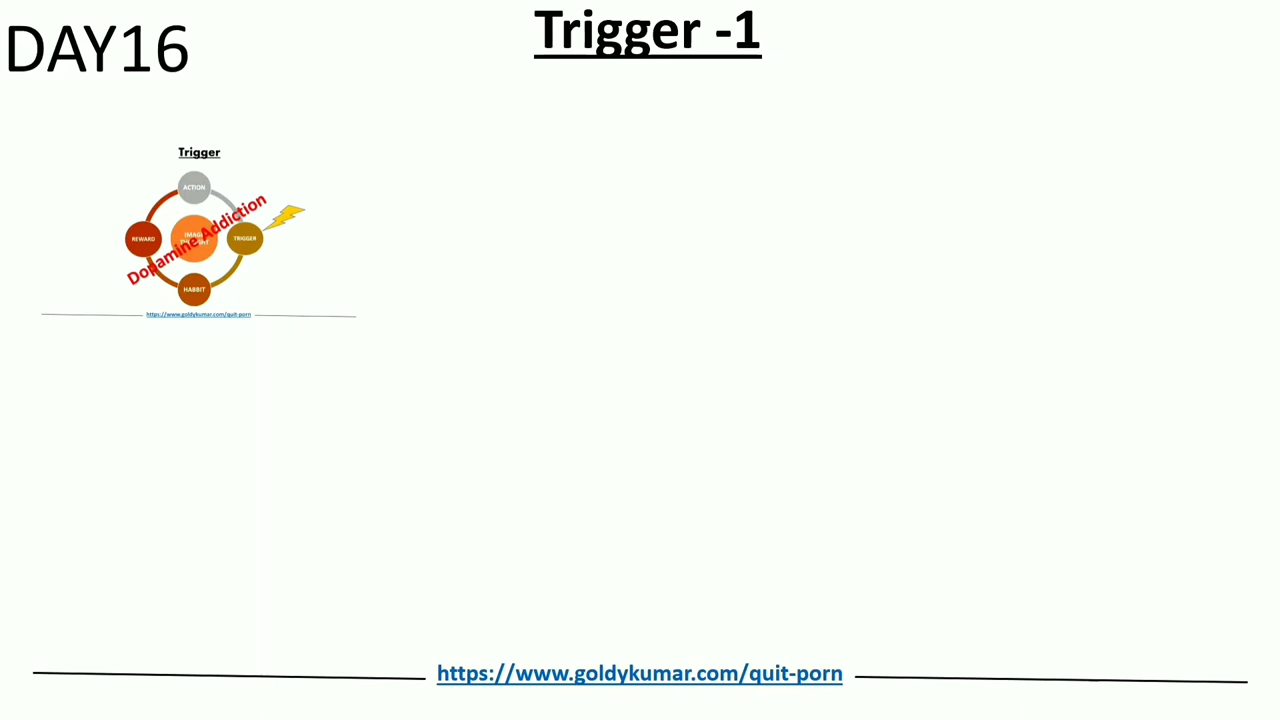 DAY16
Trigger -1
Trigger
ACTION
Dopamine Addiction
REWARD
IMAGE
TRIGGER
HABBIT
https://www.goldykumar.com/quit-porn
https://www.goldykumar.com/quit-porn